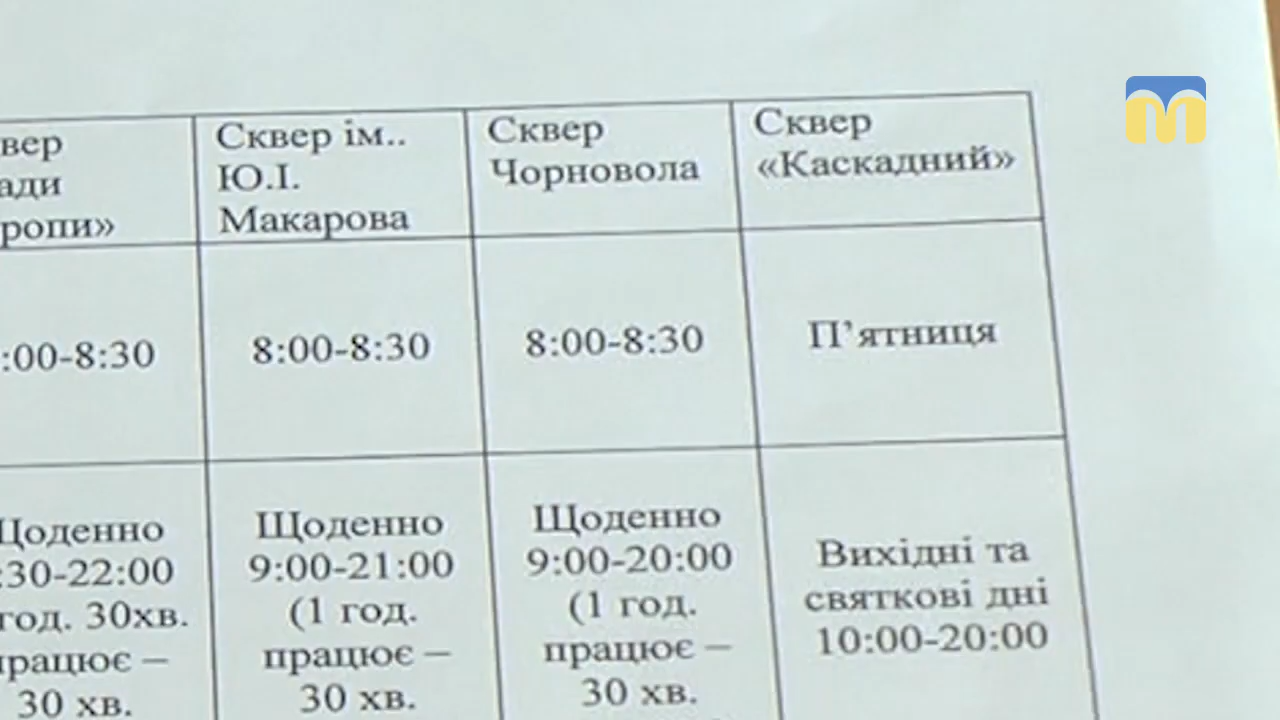 вер
ади
ропи»
Сквер ім..
Ю.І.
Макарова
Сквер
Чорновола
Сквер
«Каскадний»
:00-8:30
8:00-8:30
8:00-8:30
П’ятниця
Щоденно
:30-22:00
год. 30хв.
працює –
30 хв.
Щоденно
9:00-21:00
(1 год.
працює –
30 хв.
Щоденно
9:00-20:00
(1 год.
працює –
30 хв.
Вихідні та
святкові дні
10:00-20:00